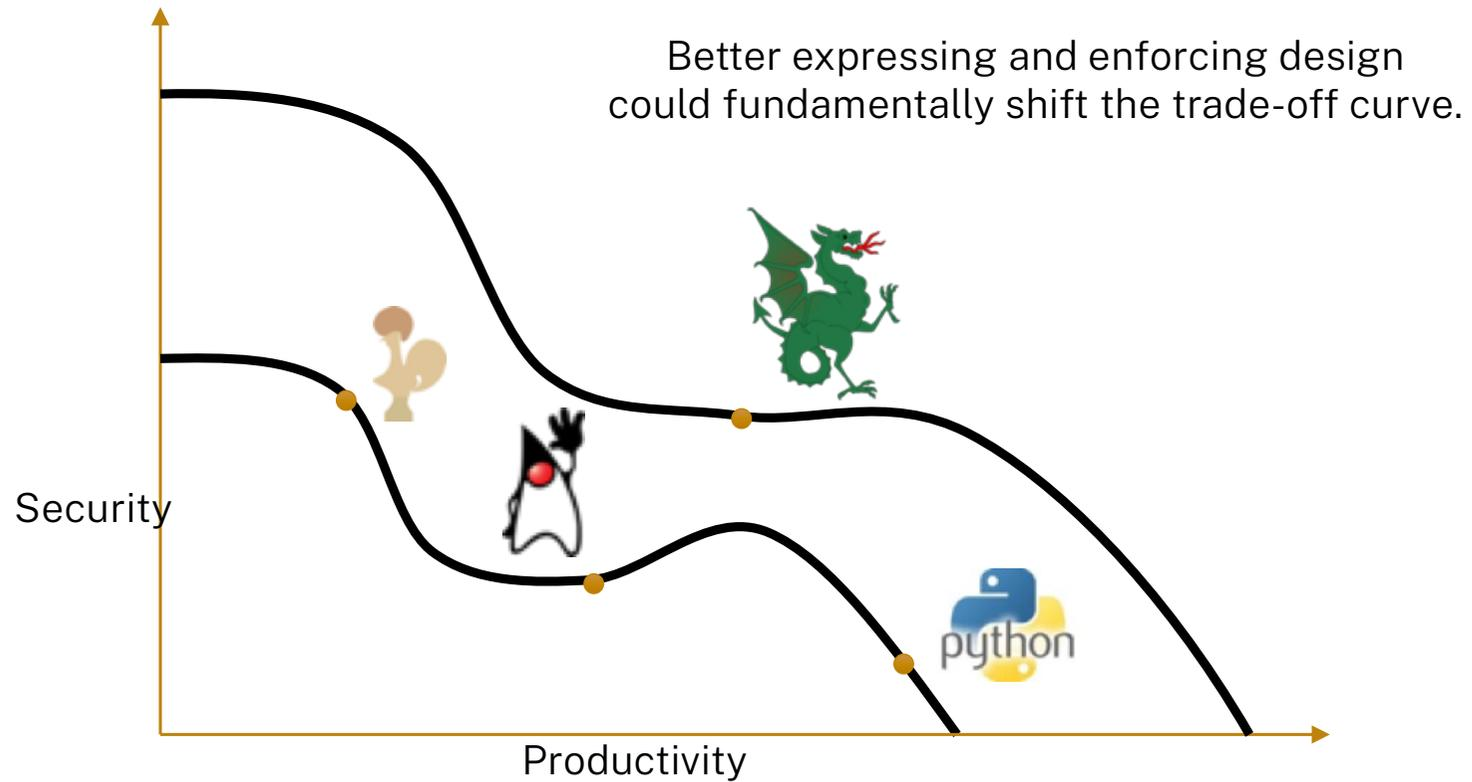 Better expressing and enforcing design
could fundamentally shift the trade-off curve.
Security
python
Productivity